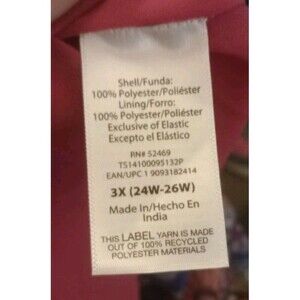 Shell/Funda:
100% Polyester/Poliéster
Lining/Forro:
100% Polyester/Poliéster
Exclusive of Elastic
Excepto el Elástico
RN# 52469
TS14100095132P
EAN/UPC 1 9093182414
3X (24W-26W)
Made In/Hecho En
India
THIS LABEL YARN IS MADE
OUT OF 100% RECYCLED
POLYESTER MATERIALS